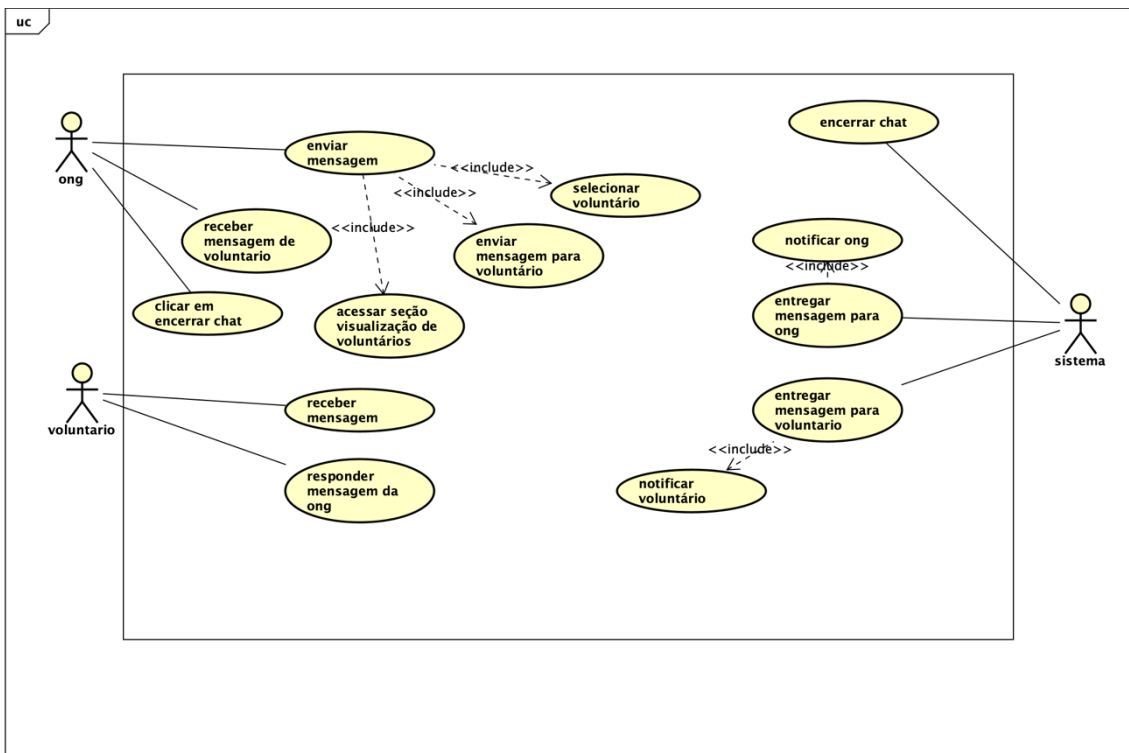 uc
encerrar chat
ong
enviar
mensagem
<<include>>
selecionar
voluntário
<<include>>
receber
mensagem de
voluntario
<<include>>
enviar
mensagem para
voluntário
notificar ong
<<include>>
clicar em
encerrar chat
acessar seção
visualização de
voluntários
entregar
mensagem para
ong
sistema
voluntario
receber
mensagem
entregar
mensagem para
voluntario
<<include>>
responder
mensagem da
ong
notificar
voluntário